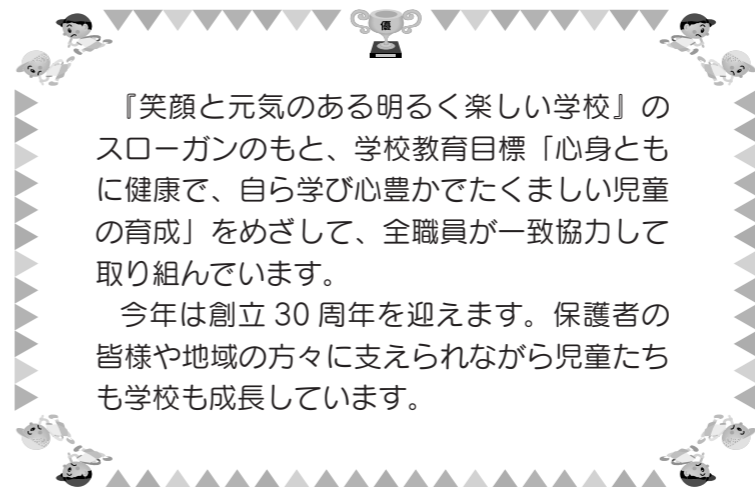 優
『笑顔と元気のある明るく楽しい学校』の
スローガンのもと、学校教育目標「心身とも
に健康で、自ら学び心豊かでたくましい児童
の育成」をめざして、全職員が一致協力して
取り組んでいます。
今年は創立 30 周年を迎えます。保護者の
皆様や地域の方々に支えられながら児童たち
も学校も成長しています。